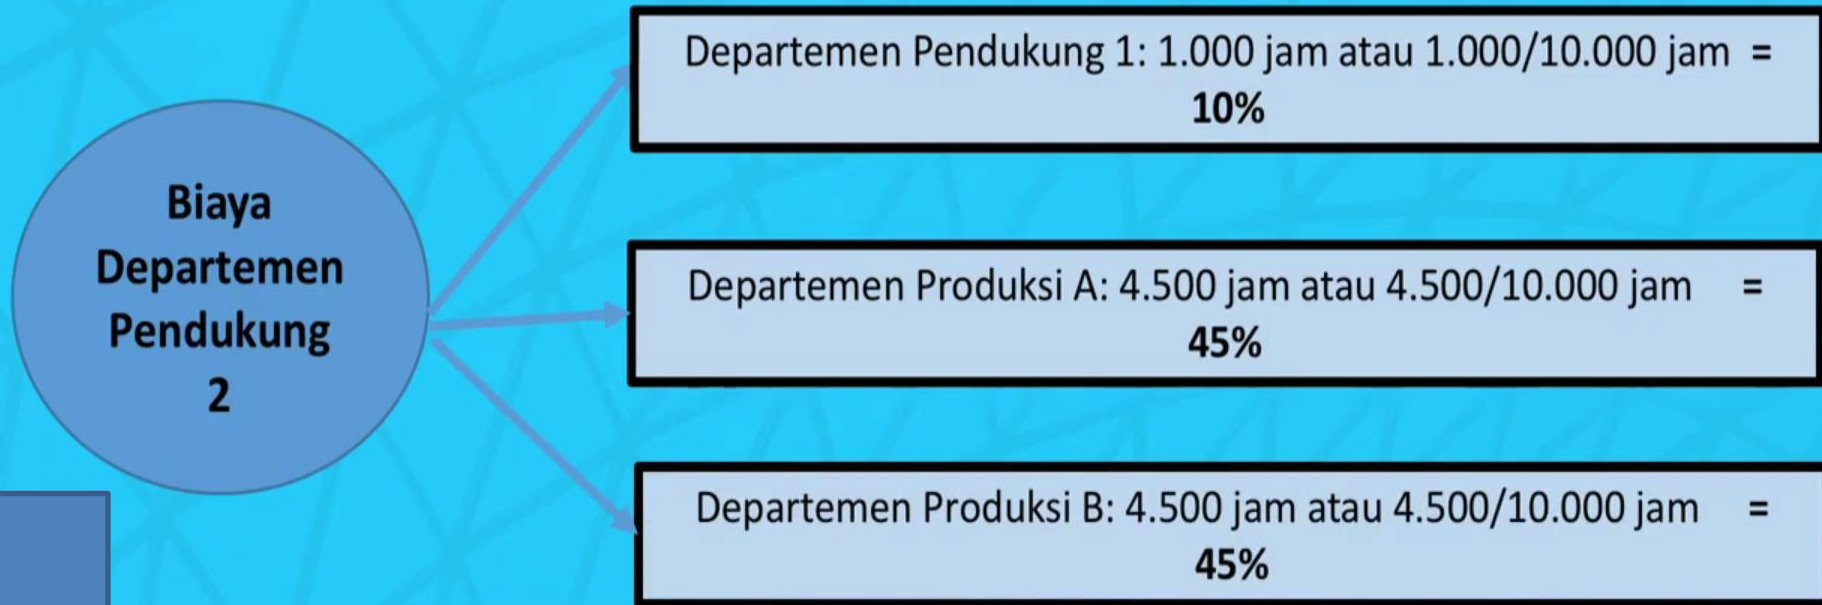 Biaya
Departemen
Pendukung
2
Departemen Pendukung 1: 1.000 jam atau 1.000/10.000 jam =
10%
Departemen Produksi A: 4.500 jam atau 4.500/10.000 jam =
45%
Departemen Produksi B: 4.500 jam atau 4.500/10.000 jam =
45%